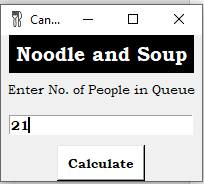 Can...
Noodle and Soup
Enter No. of People in Queue
21
Calculate